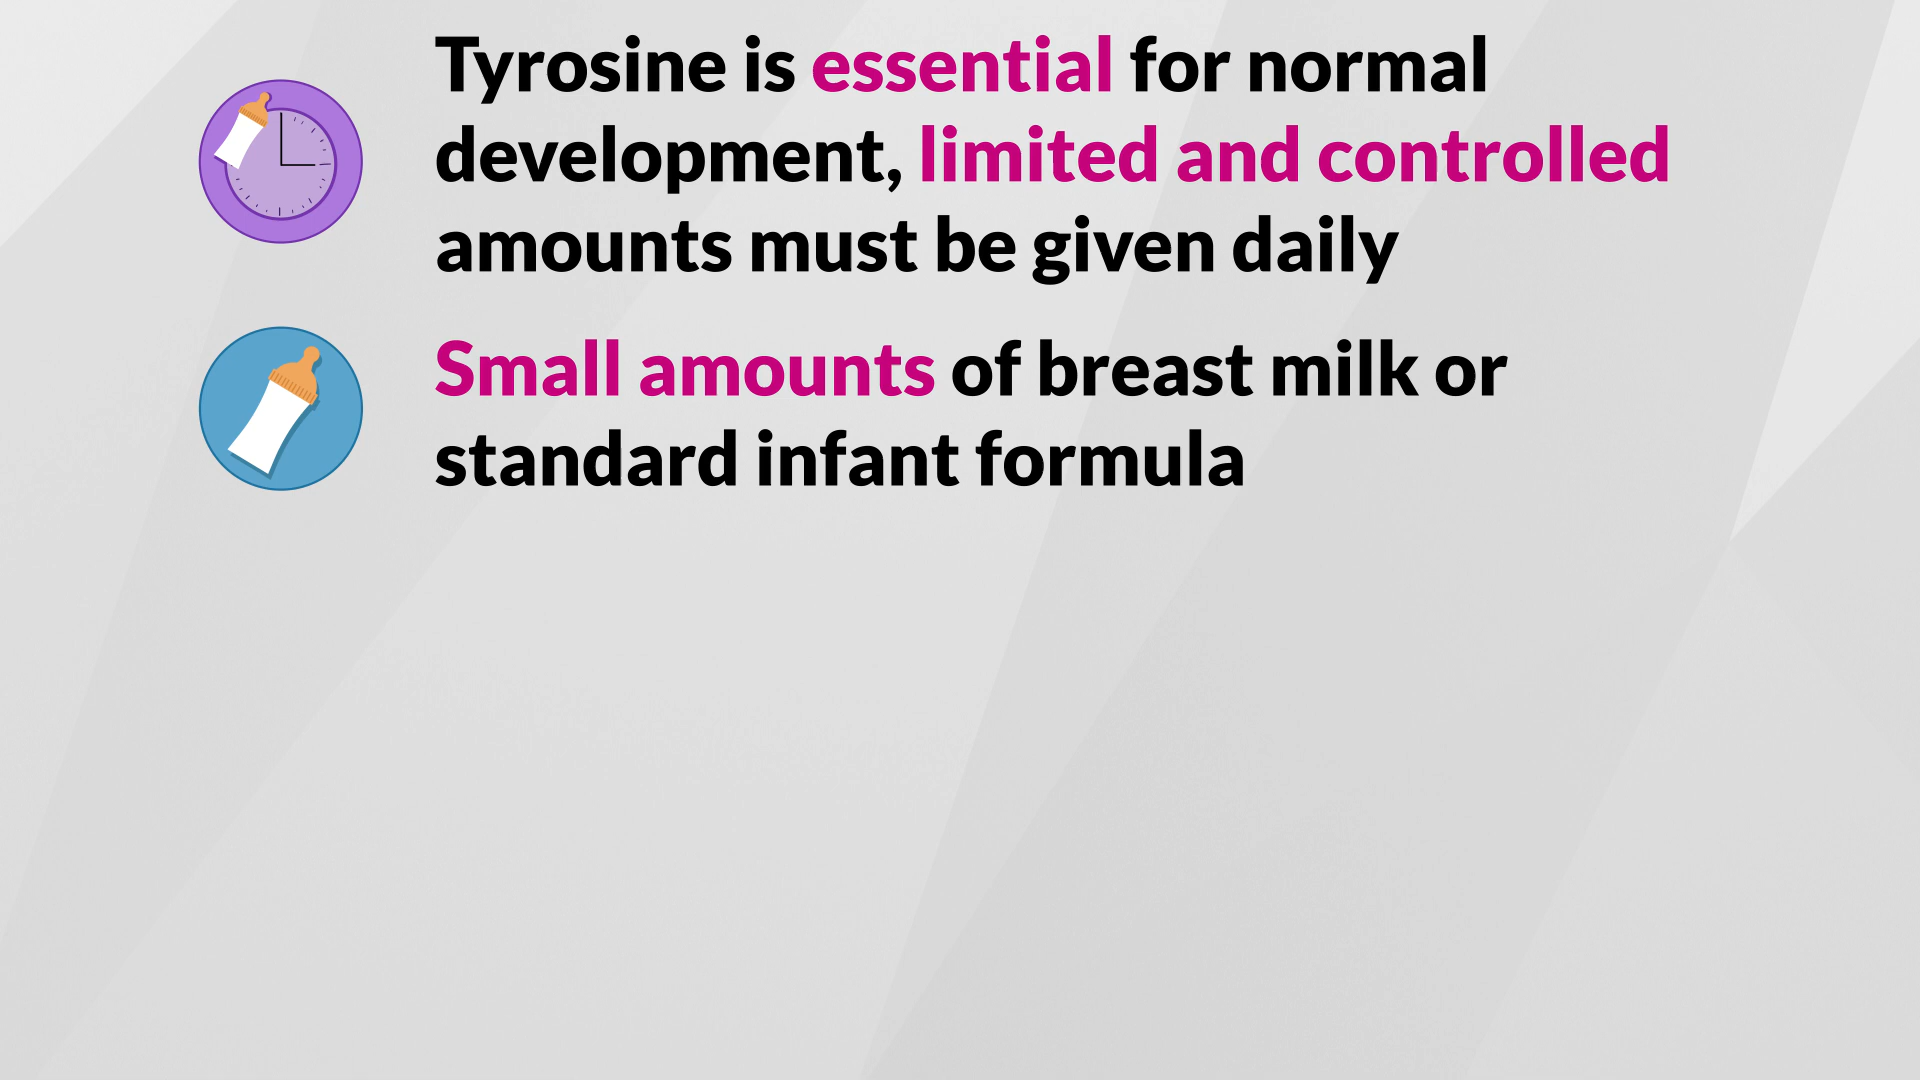 Tyrosine is essential for normal
development, limited and controlled
amounts must be given daily
Small amounts of breast milk or
standard infant formula